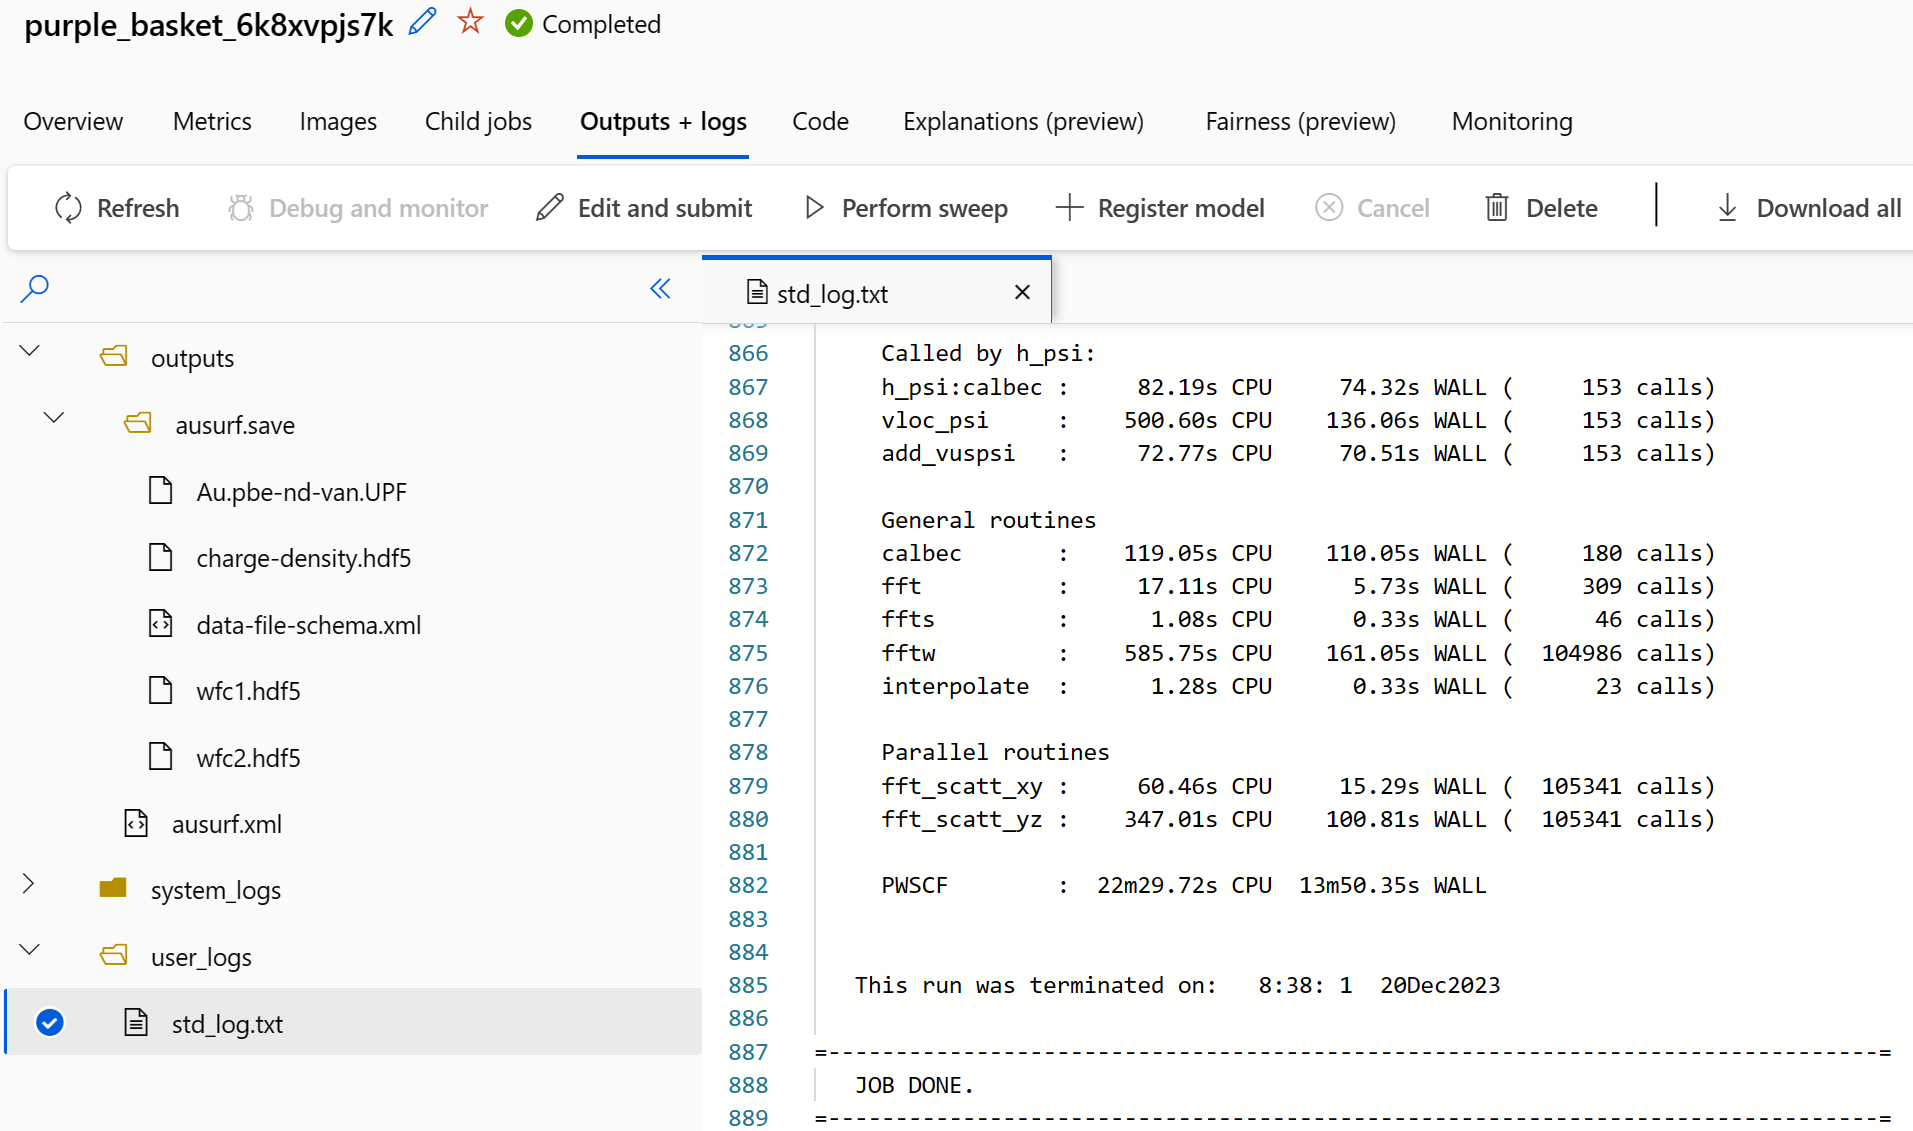 purple_basket_6k8xvpjs7k Completed
Overview Metrics Images Child jobs Outputs + logs Code Explanations (preview) Fairness (preview) Monitoring
Refresh Debug and monitor Edit and submit Perform sweep Register model Cancel Delete Download all
outputs
ausurf.save
Au.pbe-nd-van.UPF
charge-density.hdf5
data-file-schema.xml
wfc1.hdf5
wfc2.hdf5
ausurf.xml
system_logs
user_logs
std_log.txt
std_log.txt
866 Called by h_psi:
867 h_psi:calbec : 82.19s CPU 74.32s WALL ( 153 calls)
868 vloc_psi : 500.60s CPU 136.06s WALL ( 153 calls)
869 add_vuspsi : 72.77s CPU 70.51s WALL ( 153 calls)
870
871 General routines
872 calbec : 119.05s CPU 110.05s WALL ( 180 calls)
873 fft : 17.11s CPU 5.73s WALL ( 309 calls)
874 ffts : 1.08s CPU 0.33s WALL ( 46 calls)
875 fftw : 585.75s CPU 161.05s WALL ( 104986 calls)
876 interpolate : 1.28s CPU 0.33s WALL ( 23 calls)
877
878 Parallel routines
879 fft_scatt_xy : 60.46s CPU 15.29s WALL ( 105341 calls)
880 fft_scatt_yz : 347.01s CPU 100.81s WALL ( 105341 calls)
881
882 PWSCF : 22m29.72s CPU 13m50.35s WALL
883
884
885 This run was terminated on: 8:38: 1 20Dec2023
886
887 =------------------------------------------------------------------------------=
888 JOB DONE.
889 =------------------------------------------------------------------------------=